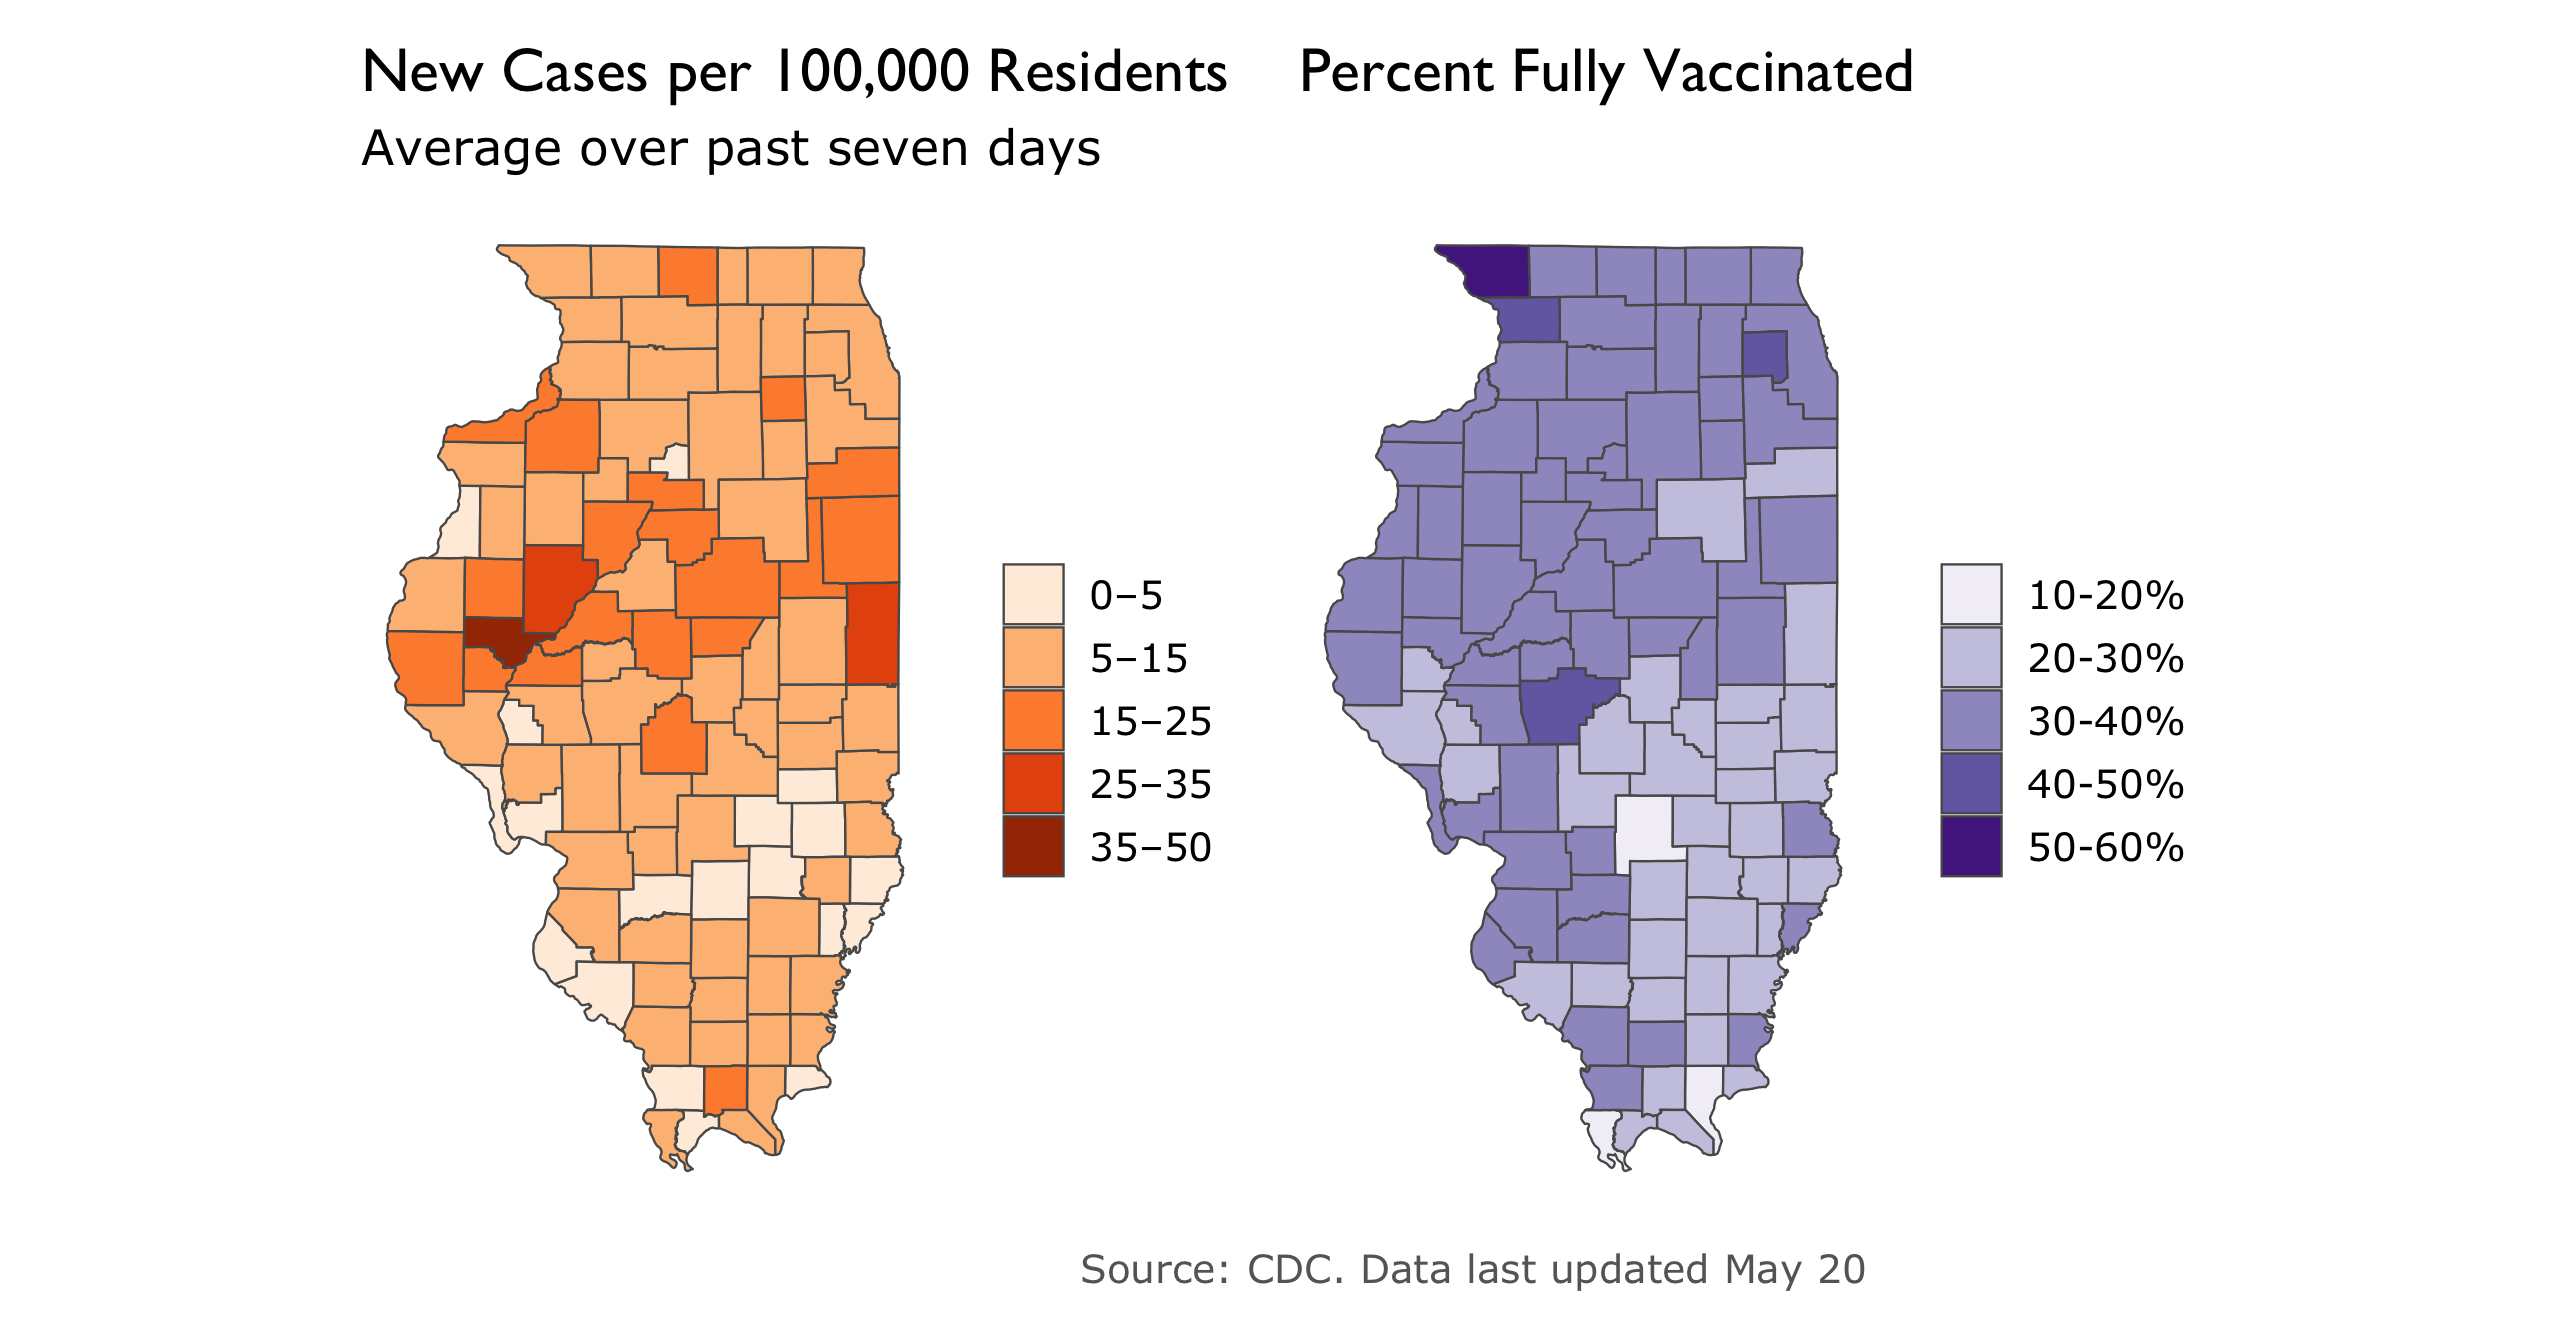 New Cases per 100,000 Residents
Average over past seven days
0–5
5–15
15–25
25–35
35–50
Percent Fully Vaccinated
10-20%
20-30%
30-40%
40-50%
50-60%
Source: CDC. Data last updated May 20